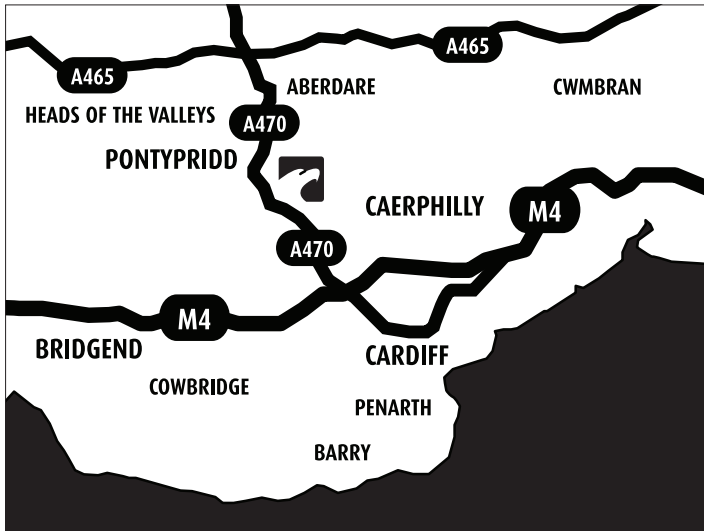 A465
A465
ABERDARE
CWMBRAN
HEADS OF THE VALLEYS
A470
PONTYPRIDD
CAERPHILLY
M4
A470
M4
BRIDGEND
CARDIFF
COWBRIDGE
PENARTH
BARRY